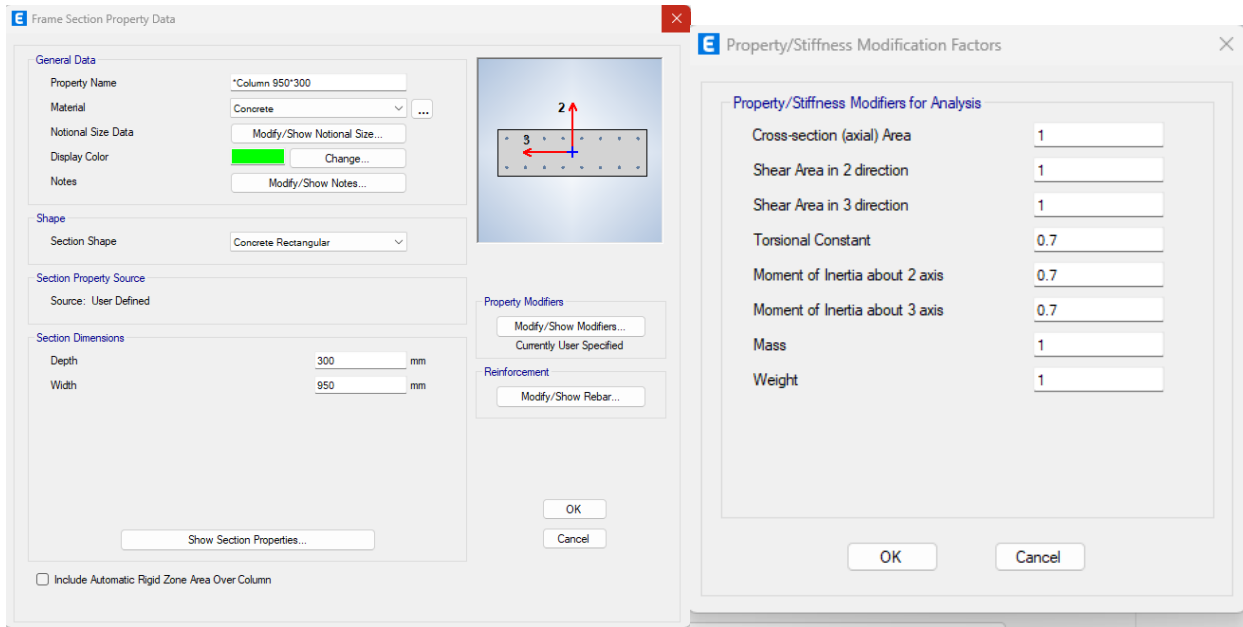 E Frame Section Property Data
General Data
Property Name *Column 950*300
Material Concrete ...
Notional Size Data Modify/Show Notional Size...
Display Color Change...
Notes Modify/Show Notes...
2
3
Shape
Section Shape Concrete Rectangular
Section Property Source
Source: User Defined
Property Modifiers
Modify/Show Modifiers...
Currently User Specified
Section Dimensions
Depth 300 mm
Width 950 mm
Reinforcement
Modify/Show Rebar...
OK
Cancel
Show Section Properties...
Include Automatic Rigid Zone Area Over Column
E Property/Stiffness Modification Factors
Property/Stiffness Modifiers for Analysis
Cross-section (axial) Area 1
Shear Area in 2 direction 1
Shear Area in 3 direction 1
Torsional Constant 0.7
Moment of Inertia about 2 axis 0.7
Moment of Inertia about 3 axis 0.7
Mass 1
Weight 1
OK Cancel